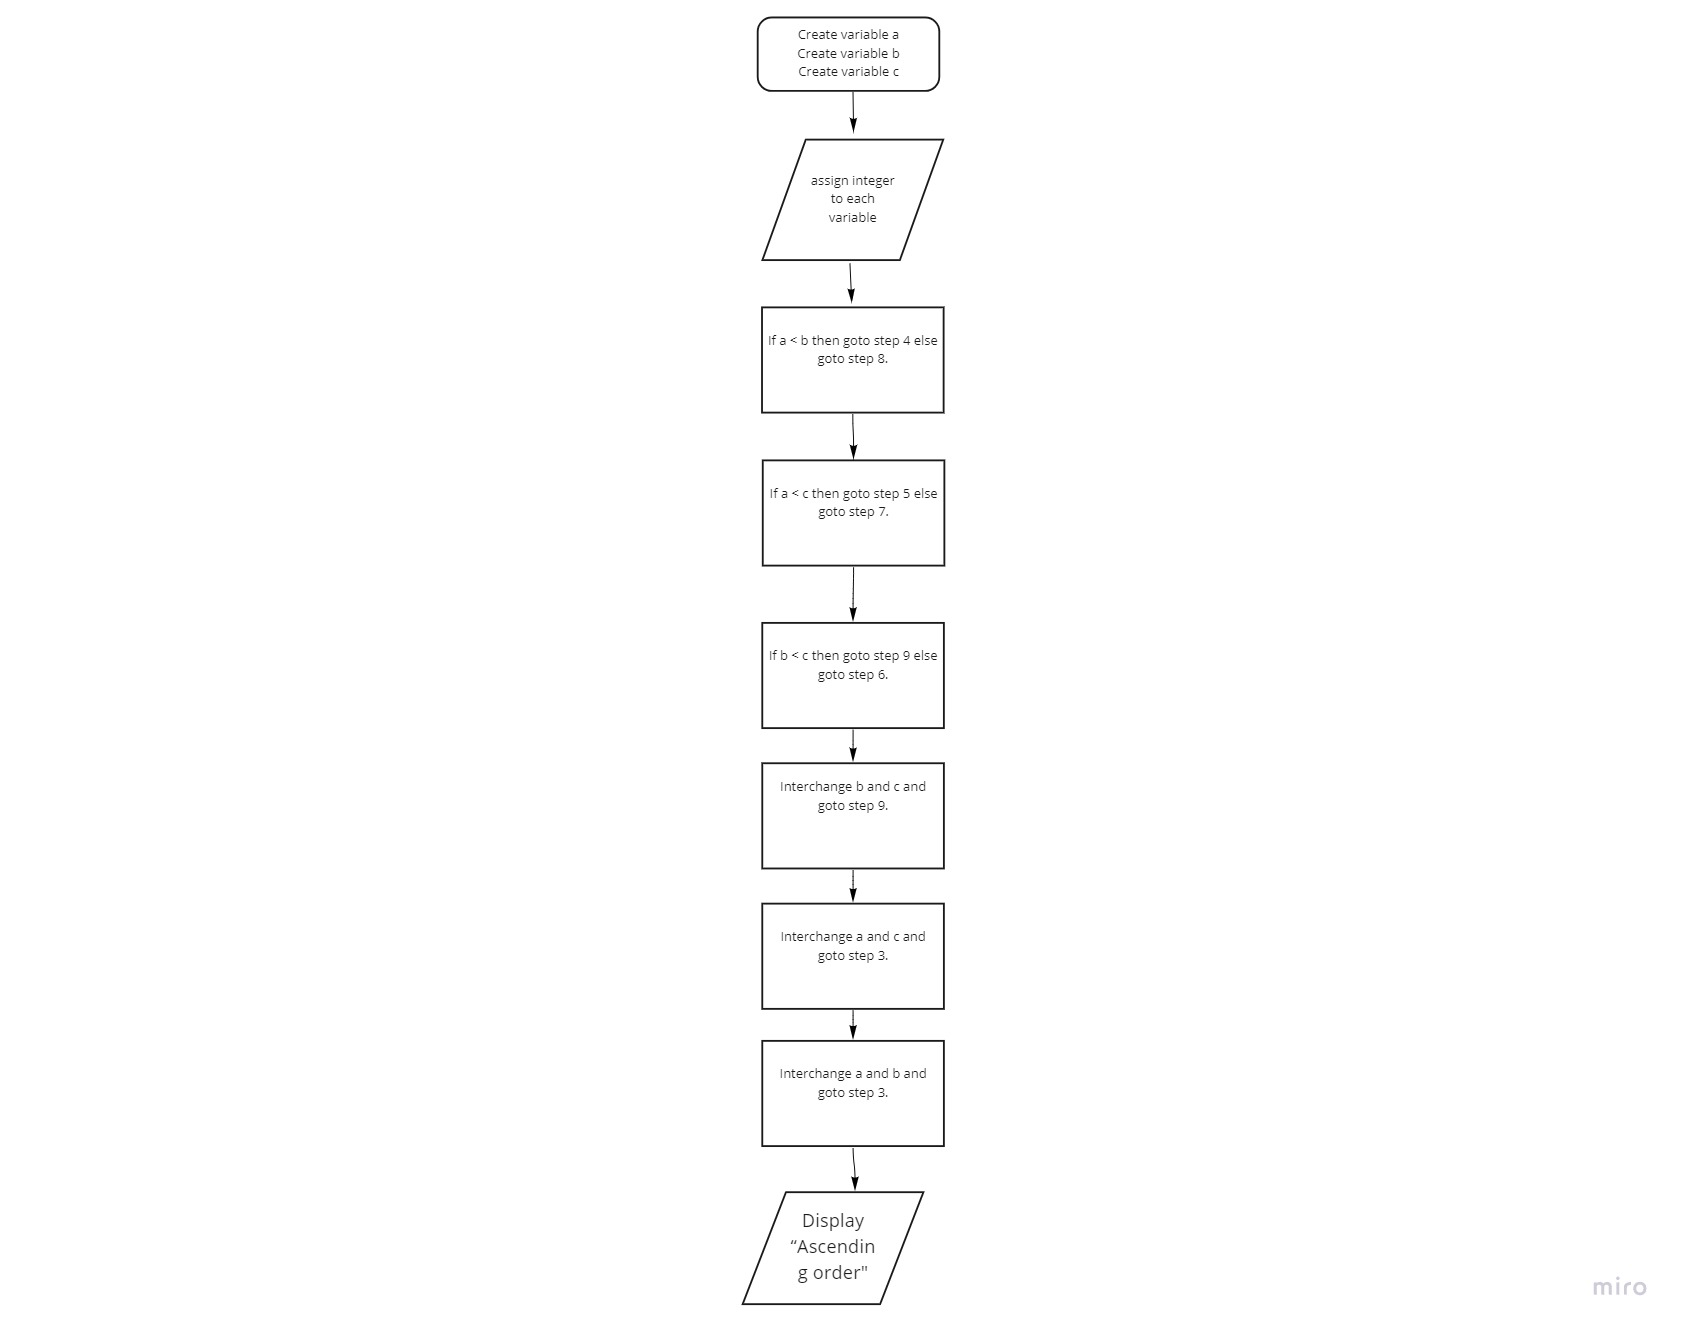 Create variable a
Create variable b
Create variable c
assign integer
to each
variable
If a < b then goto step 4 else
goto step 8.
If a < c then goto step 5 else
goto step 7.
If b < c then goto step 9 else
goto step 6.
Interchange b and c and
goto step 9.
Interchange a and c and
goto step 3.
Interchange a and b and
goto step 3.
Display
“Ascendin
g order"
miro